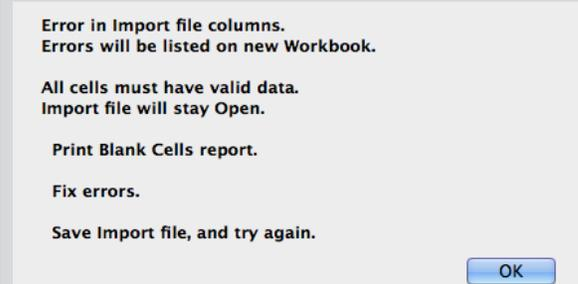 Error in Import file columns.
Errors will be listed on new Workbook.
All cells must have valid data.
Import file will stay Open.
Print Blank Cells report.
Fix errors.
Save Import file, and try again.
OK